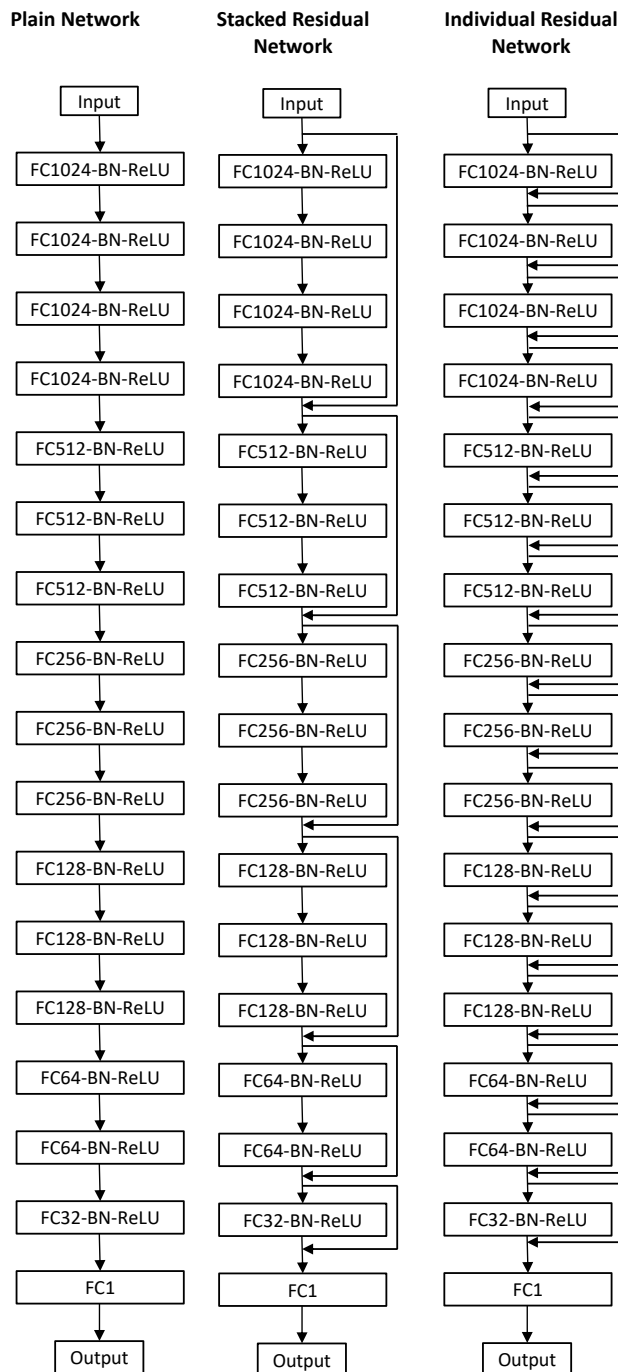 Plain Network
Stacked Residual
Network
Individual Residual
Network
Input
FC1024-BN-ReLU
FC1024-BN-ReLU
FC1024-BN-ReLU
FC1024-BN-ReLU
FC512-BN-ReLU
FC512-BN-ReLU
FC512-BN-ReLU
FC256-BN-ReLU
FC256-BN-ReLU
FC256-BN-ReLU
FC128-BN-ReLU
FC128-BN-ReLU
FC128-BN-ReLU
FC64-BN-ReLU
FC64-BN-ReLU
FC32-BN-ReLU
FC1
Output
Input
FC1024-BN-ReLU
FC1024-BN-ReLU
FC1024-BN-ReLU
FC1024-BN-ReLU
FC512-BN-ReLU
FC512-BN-ReLU
FC512-BN-ReLU
FC256-BN-ReLU
FC256-BN-ReLU
FC256-BN-ReLU
FC128-BN-ReLU
FC128-BN-ReLU
FC128-BN-ReLU
FC64-BN-ReLU
FC64-BN-ReLU
FC32-BN-ReLU
FC1
Output
Input
FC1024-BN-ReLU
FC1024-BN-ReLU
FC1024-BN-ReLU
FC1024-BN-ReLU
FC512-BN-ReLU
FC512-BN-ReLU
FC512-BN-ReLU
FC256-BN-ReLU
FC256-BN-ReLU
FC256-BN-ReLU
FC128-BN-ReLU
FC128-BN-ReLU
FC128-BN-ReLU
FC64-BN-ReLU
FC64-BN-ReLU
FC32-BN-ReLU
FC1
Output